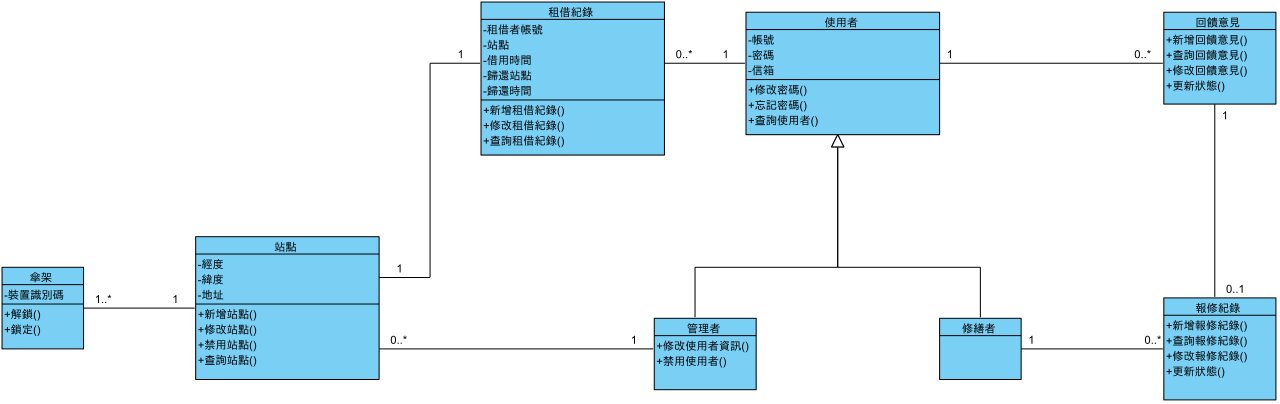 租借紀錄
-租借者帳號
-站點
-借用時間
-歸還站點
-歸還時間
+新增租借紀錄()
+修改租借紀錄()
+查詢租借紀錄()
使用者
-帳號
-密碼
-信箱
+修改密碼()
+忘記密碼()
+查詢使用者()
回饋意見
+新增回饋意見()
+查詢回饋意見()
+修改回饋意見()
+更新狀態()
1
0..*
1
1
0..*
1
站點
-經度
-緯度
-地址
+新增站點()
+修改站點()
+禁用站點()
+查詢站點()
1
傘架
-裝置識別碼
+解鎖()
+鎖定()
1..*
1
0..*
1
管理者
+修改使用者資訊()
+禁用使用者()
修繕者
1
0..*
0..1
報修紀錄
+新增報修紀錄()
+查詢報修紀錄()
+修改報修紀錄()
+更新狀態()